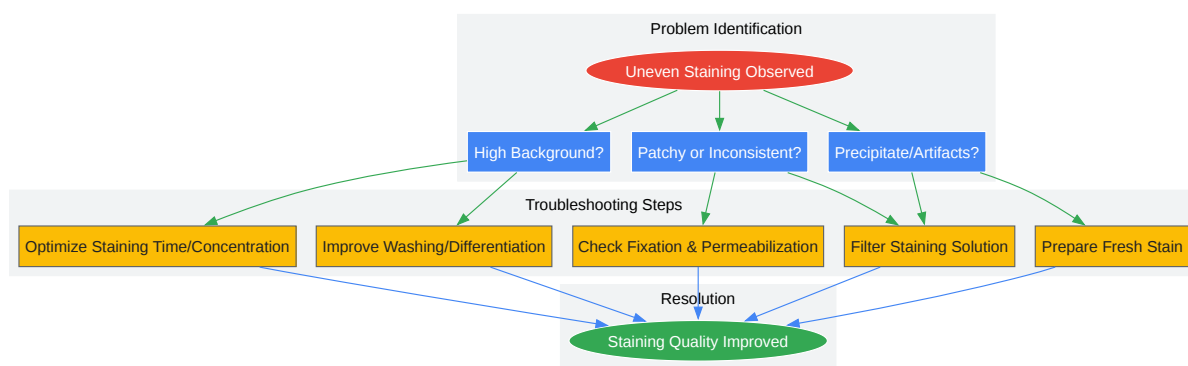 Problem Identification
Uneven Staining Observed
High Background?
Patchy or Inconsistent?
Precipitate/Artifacts?
Troubleshooting Steps
Optimize Staining Time/Concentration
Improve Washing/Differentiation
Check Fixation & Permeabilization
Filter Staining Solution
Prepare Fresh Stain
Resolution
Staining Quality Improved